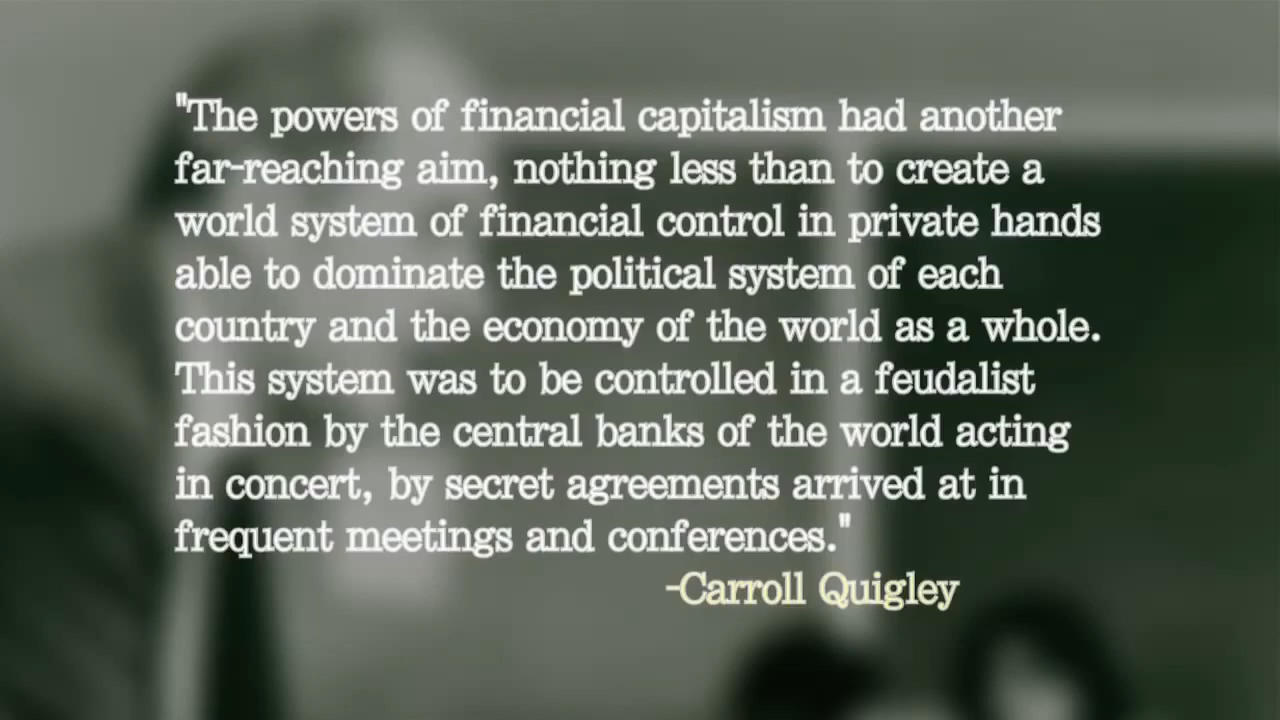 "The powers of financial capitalism had another
far-reaching aim, nothing less than to create a
world system of financial control in private hands
able to dominate the political system of each
country and the economy of the world as a whole.
This system was to be controlled in a feudalist
fashion by the central banks of the world acting
in concert, by secret agreements arrived at in
frequent meetings and conferences."
-Carroll Quigley